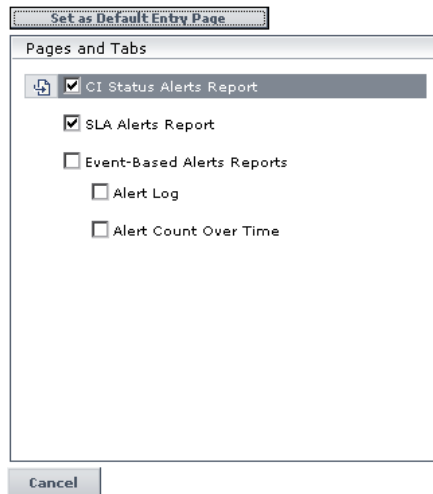 Set as Default Entry Page
Pages and Tabs
CI Status Alerts Report
SLA Alerts Report
Event-Based Alerts Reports
Alert Log
Alert Count Over Time
Cancel